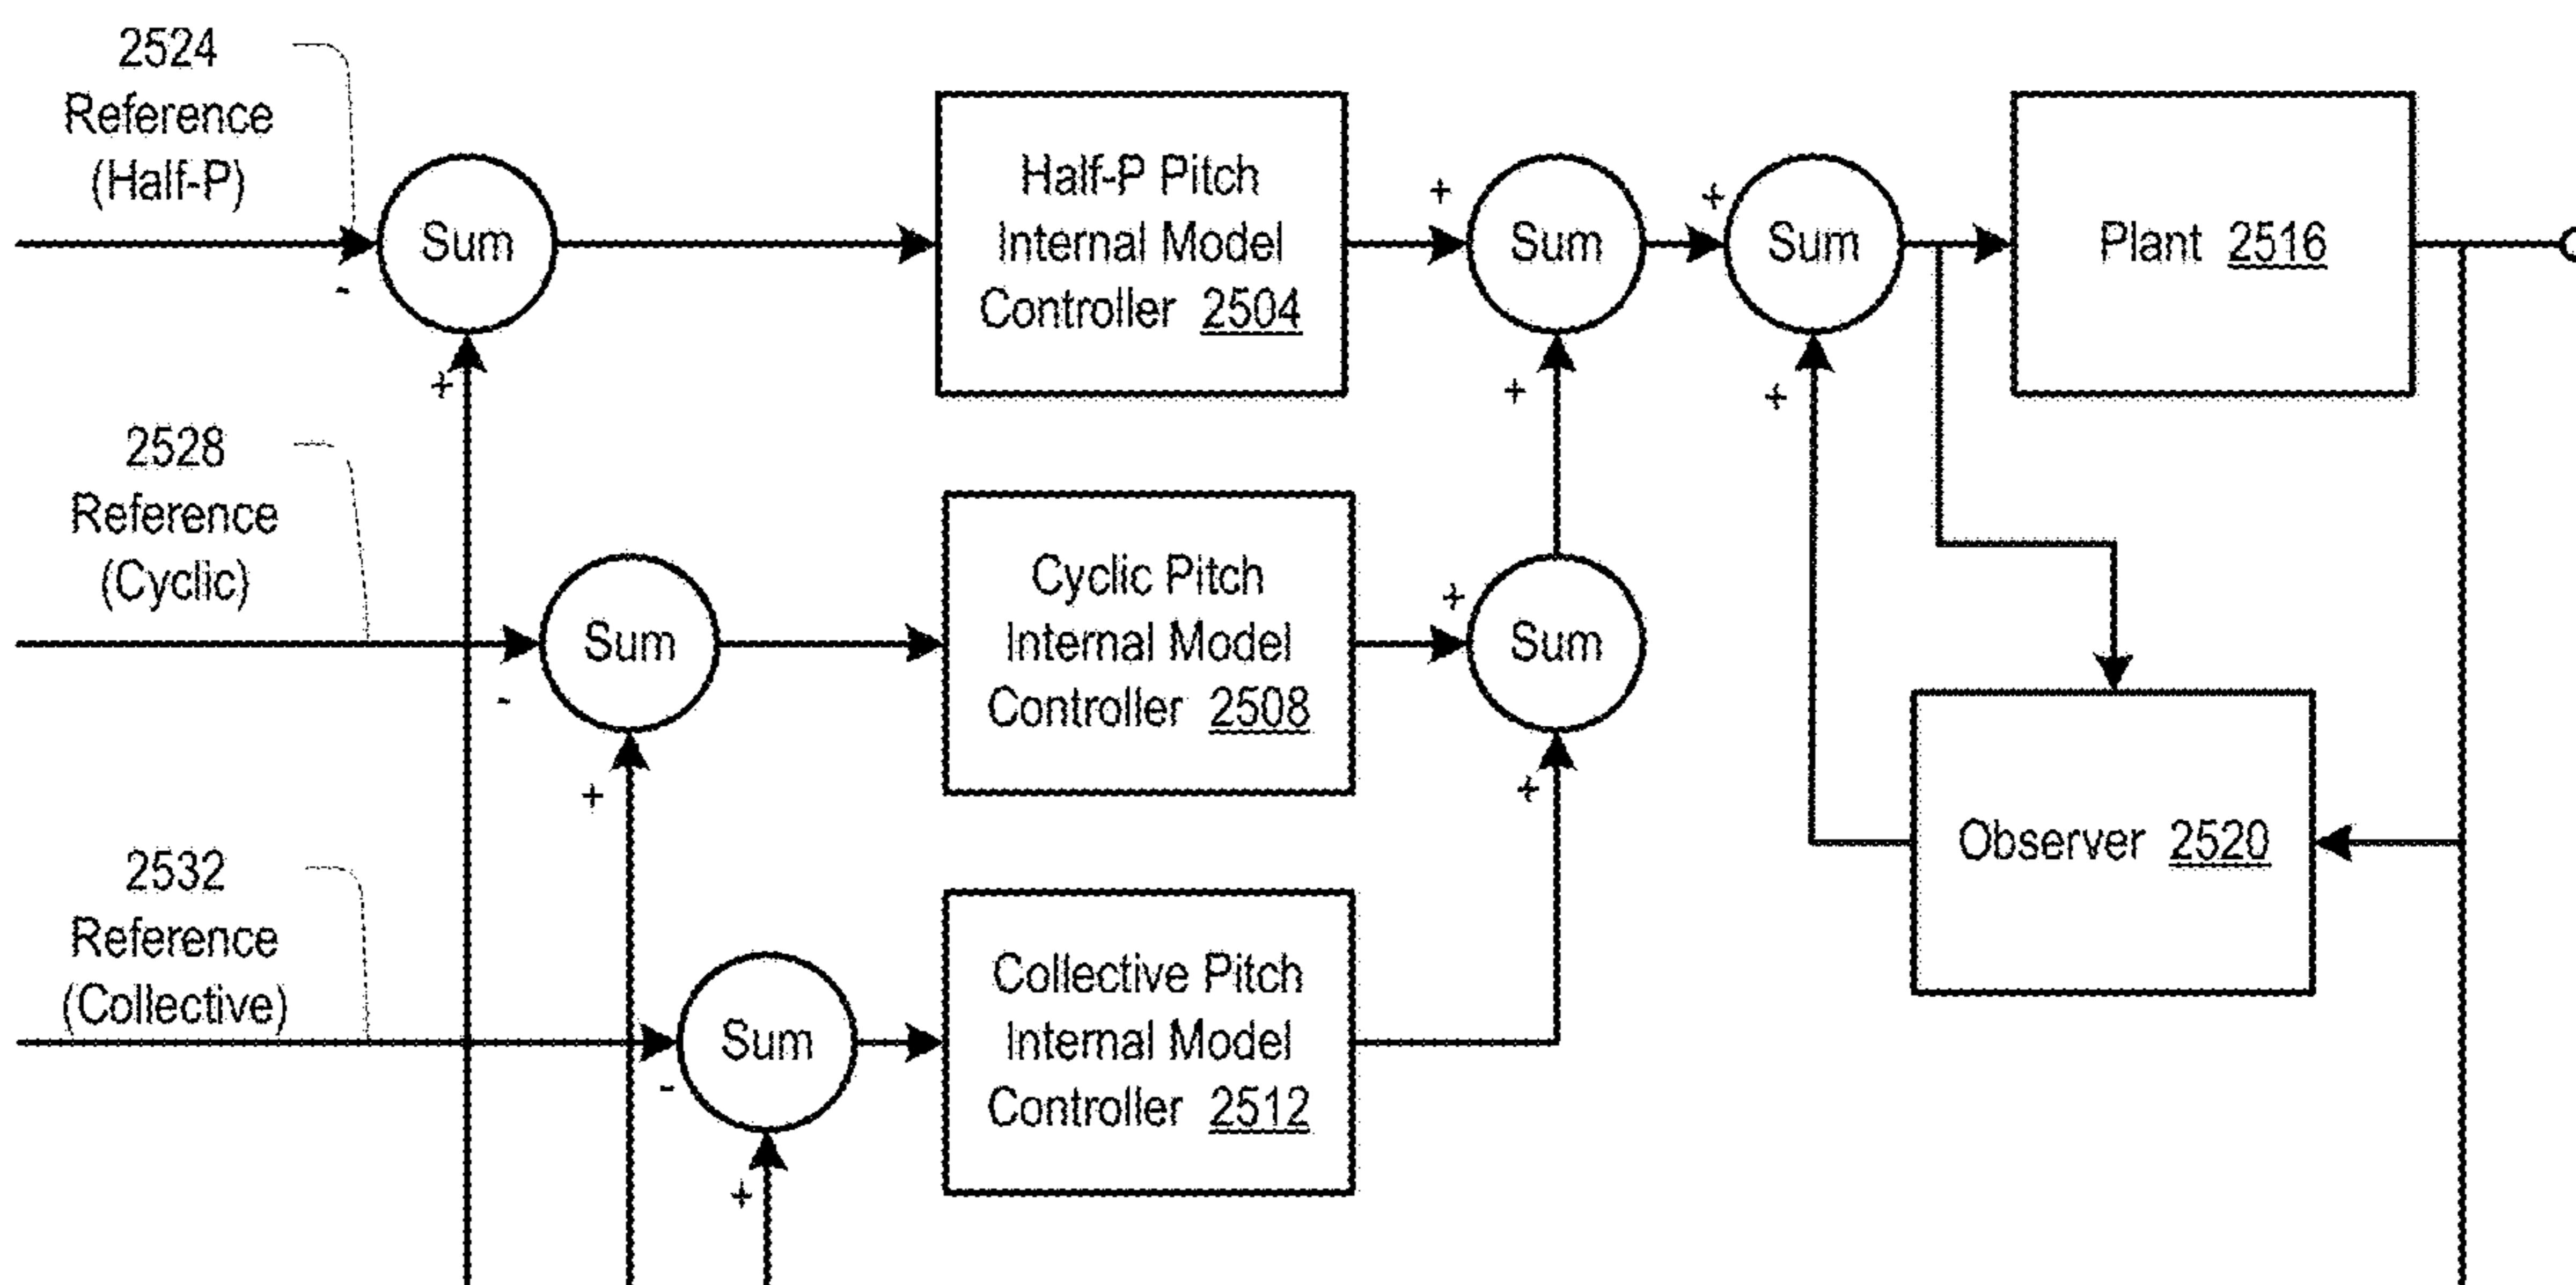 2524
Reference
(Half-P)
-
Sum
+
Half-P Pitch
Internal Model
Controller 2504
+
Sum
+
+
Sum
+
Plant 2516
2528
Reference
(Cyclic)
-
Sum
+
Cyclic Pitch
Internal Model
Controller 2508
+
Sum
+
Observer 2520
2532
Reference
(Collective)
-
Sum
+
Collective Pitch
Internal Model
Controller 2512